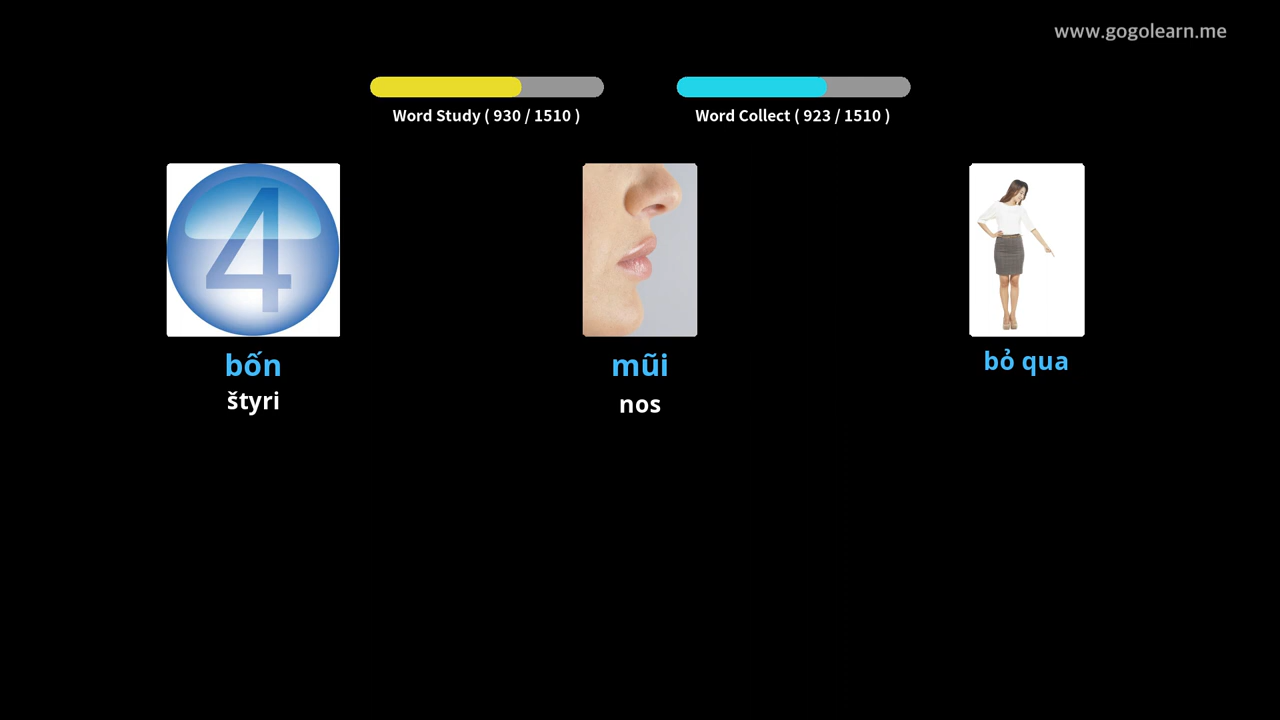 www.gogolearn.me
Word Study ( 930 / 1510 )
Word Collect ( 923 / 1510 )
4
bốn
štyri
mũi
nos
bỏ qua